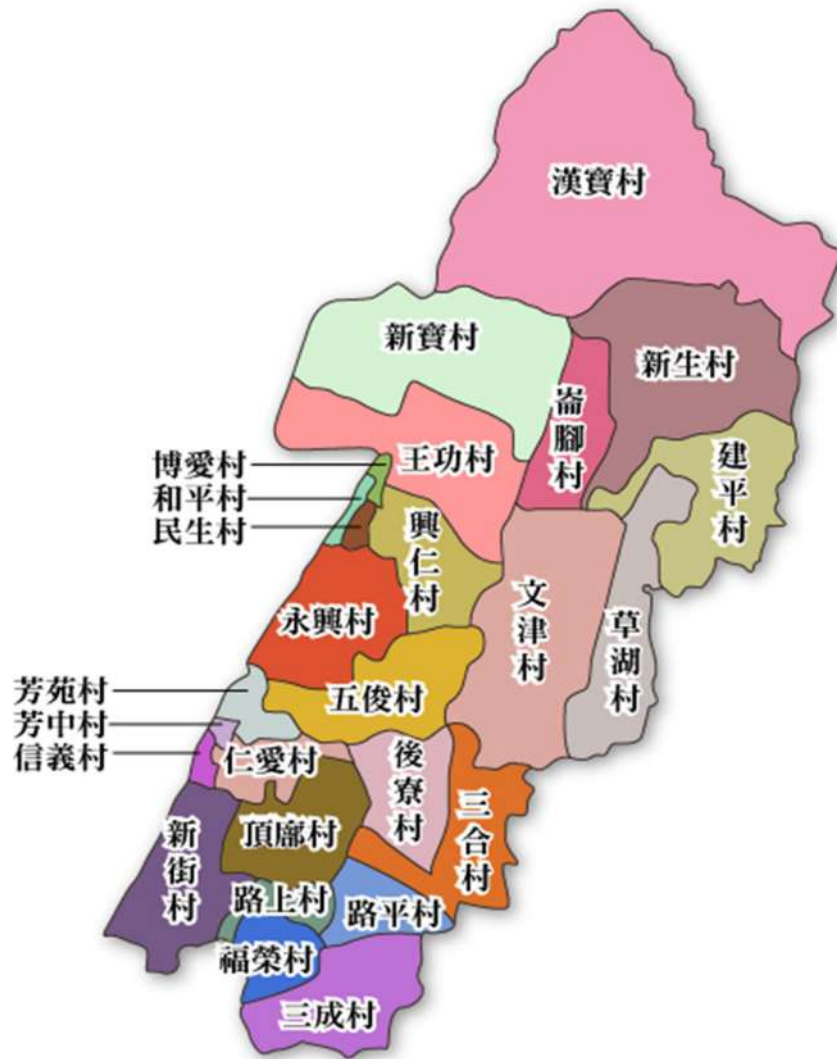 漢寶村
新寶村
新生村
崙腳村
建平村
王功村
博愛村
和平村
民生村
興仁村
文津村
草湖村
永興村
芳苑村
五俊村
芳中村
信義村
仁愛村
後寮村
三合村
新街村
頂廍村
路上村
路平村
福榮村
三成村